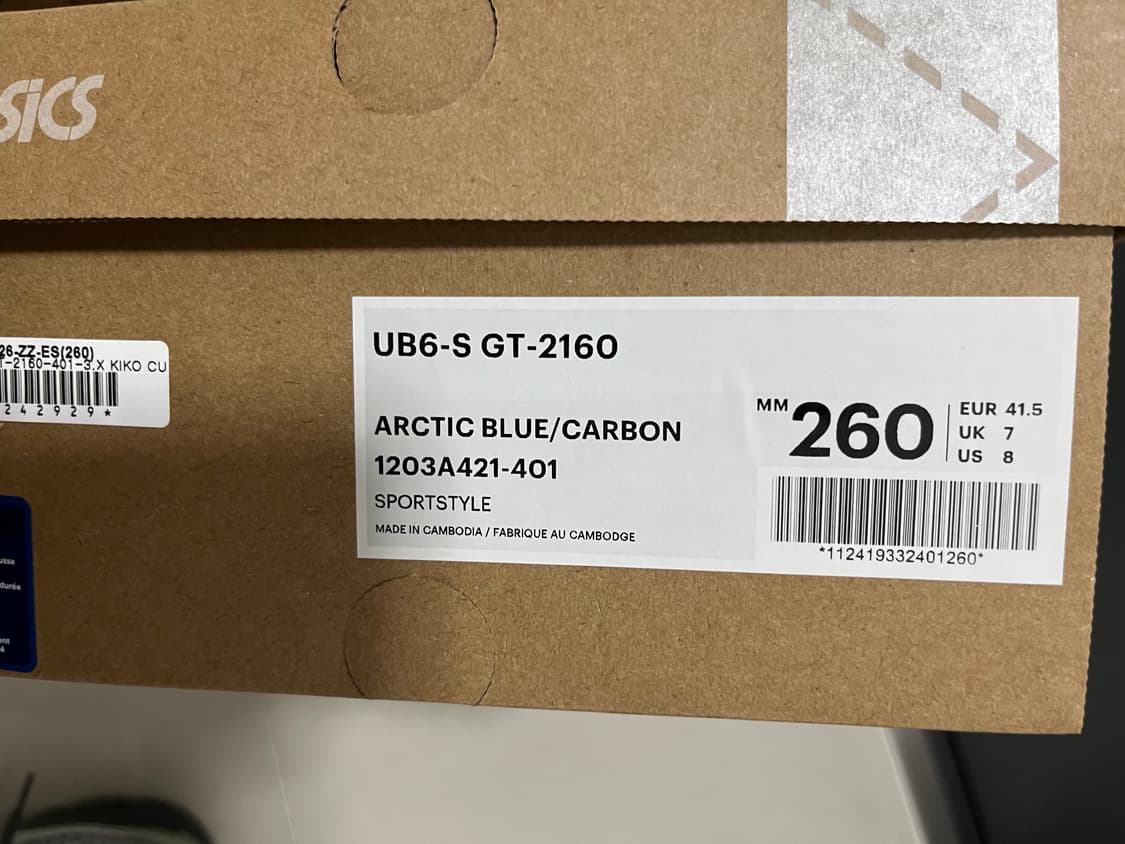 SICS
26-ZZ-ES(260)
T-2160-401-3.X KIKO CU
242929*
UB6-S GT-2160
ARCTIC BLUE/CARBON
1203A421-401
SPORTSTYLE
MADE IN CAMBODIA / FABRIQUE AU CAMBODGE
MM 260
EUR 41.5
UK 7
US 8
*112419332401260*
durée